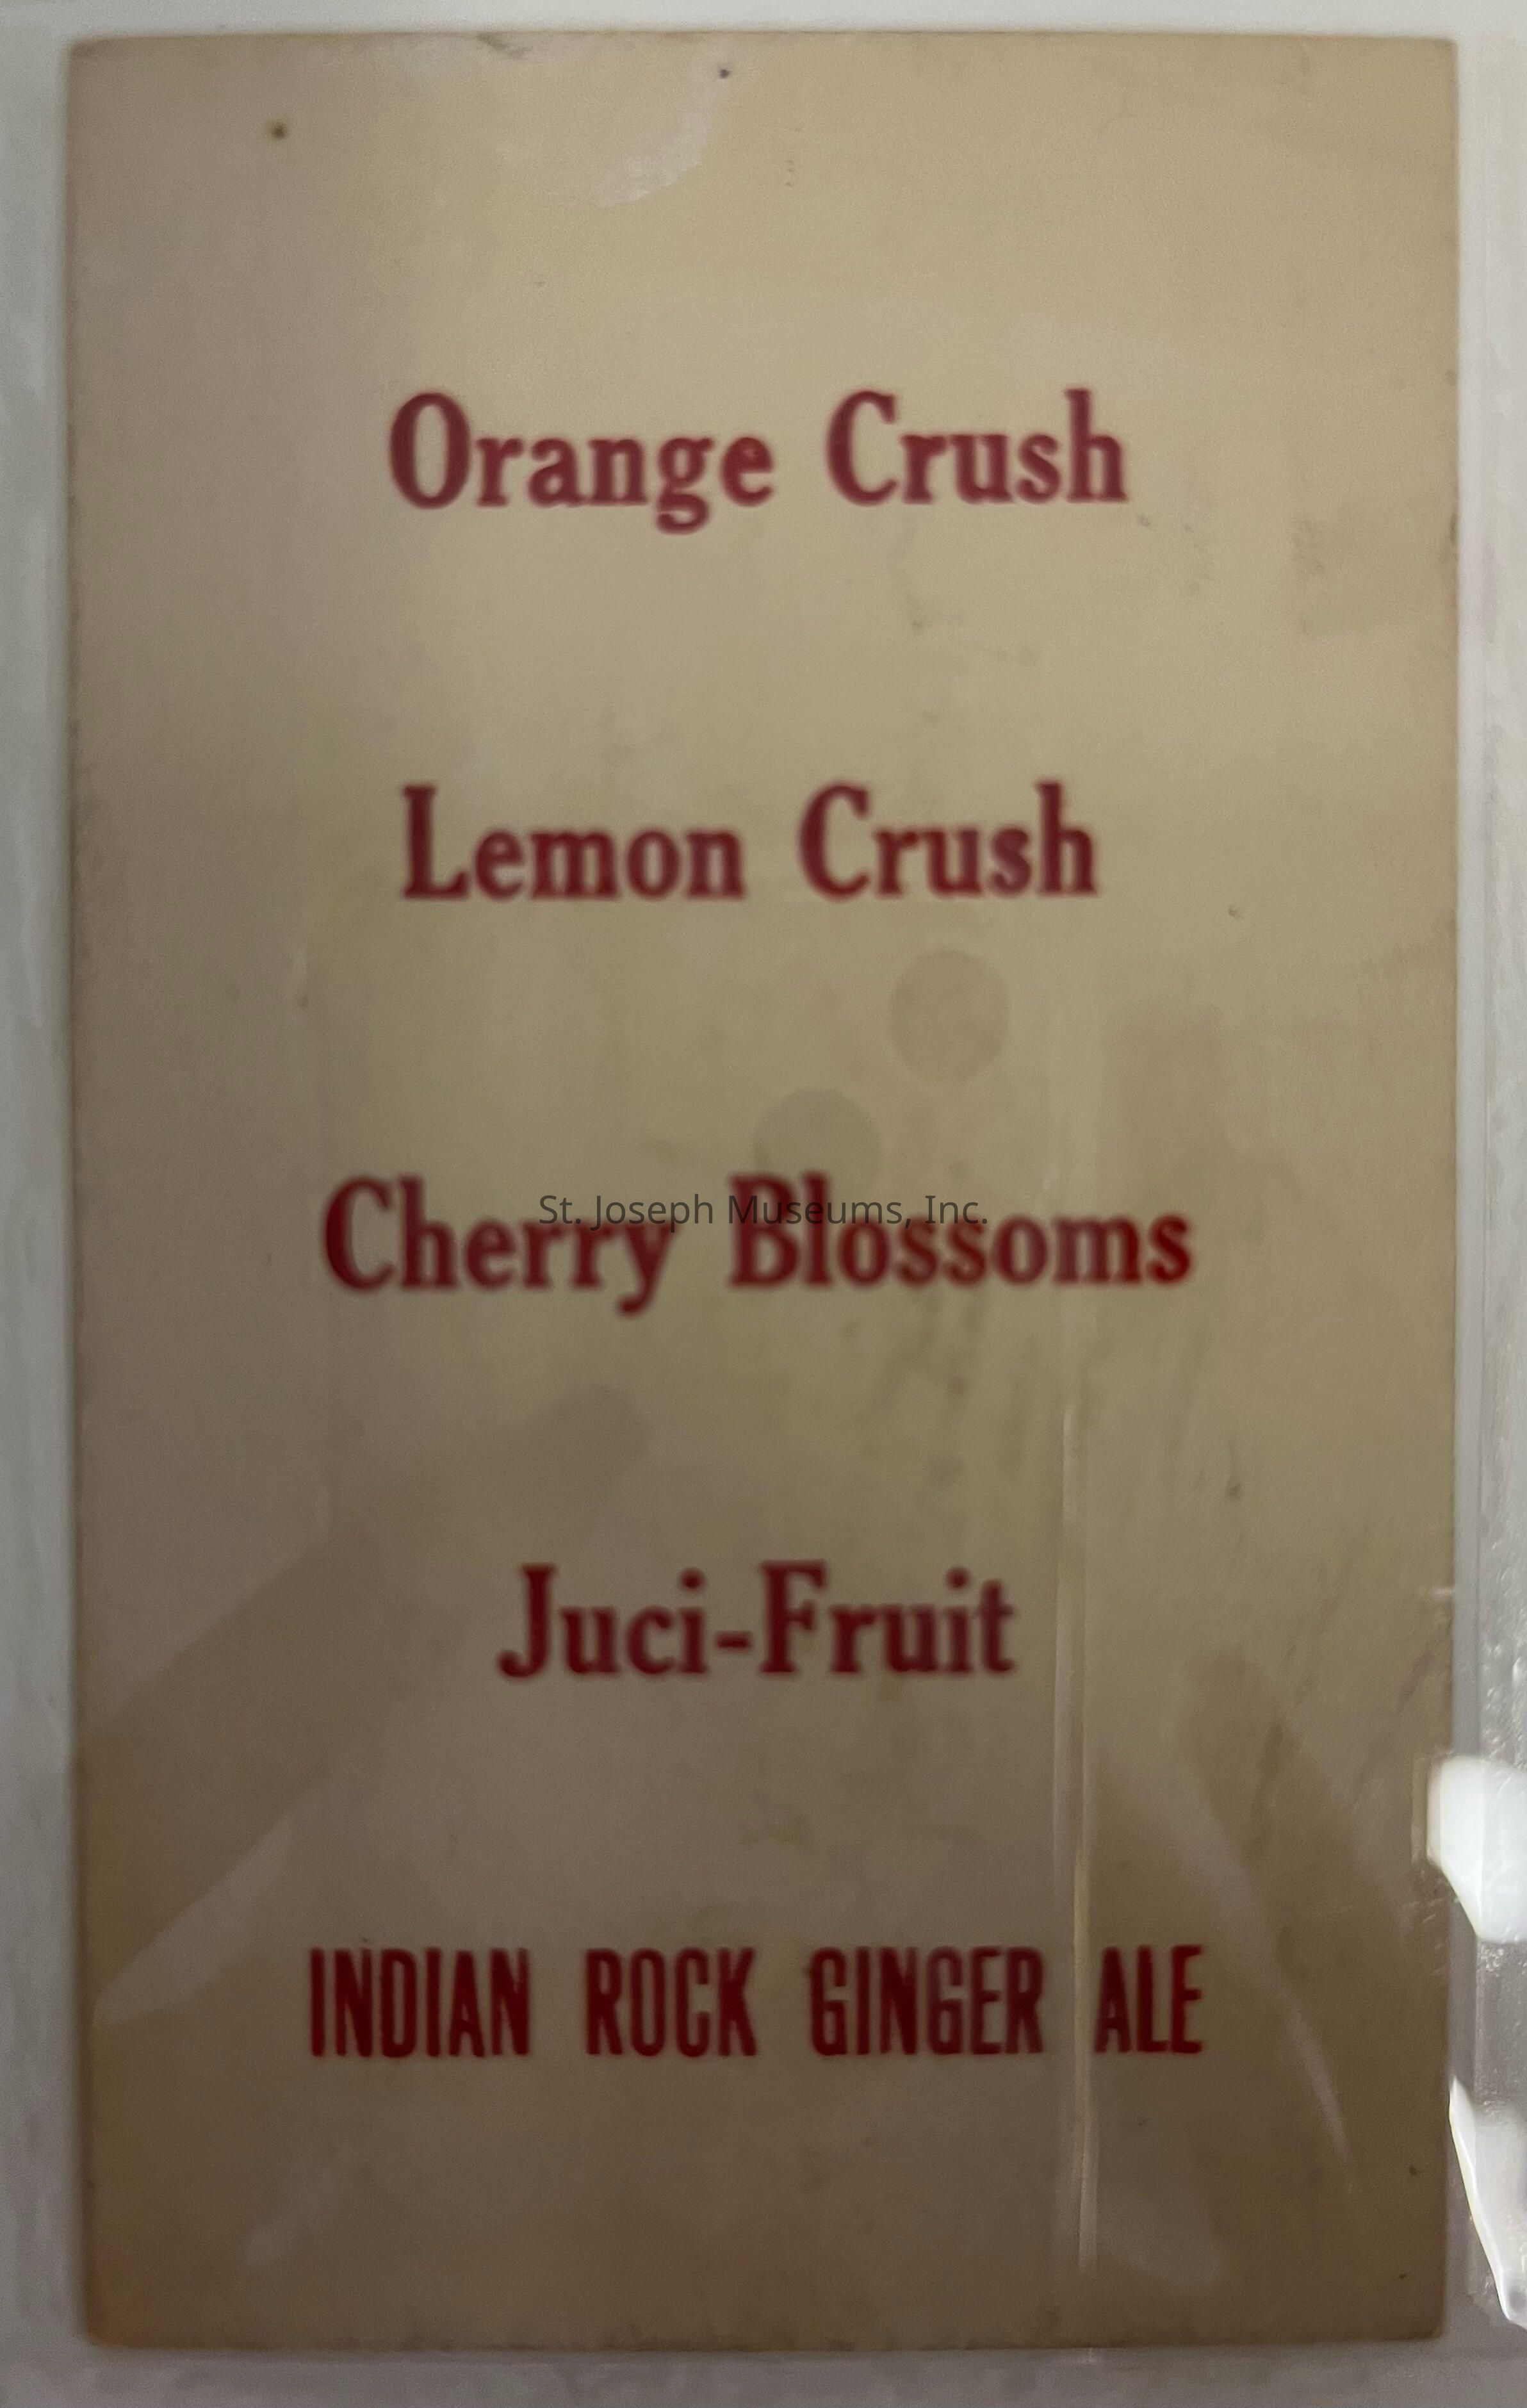 Orange Crush
Lemon Crush
St. Joseph Museums, Inc.
Cherry Blossoms
Juci-Fruit
INDIAN ROCK GINGER ALE